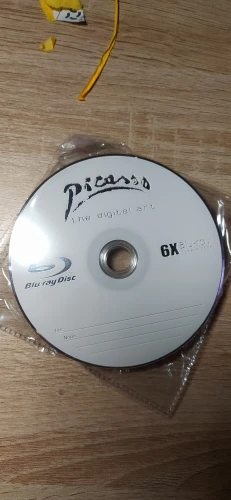 Picasso
the digital art
6X
Blu-ray Disc